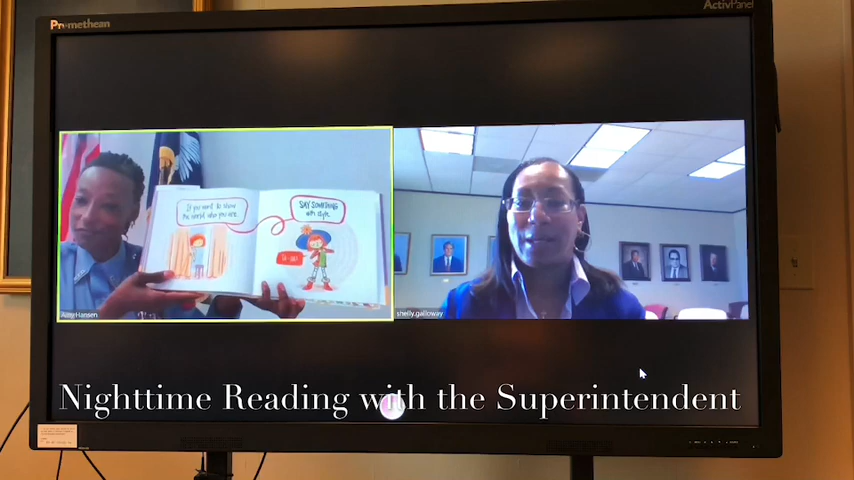 Promethean
ActivPanel
If you want to show
the world who you are,
SAY SOMETHING
with style.
shelly.galloway
Nighttime Reading with the Superintendent